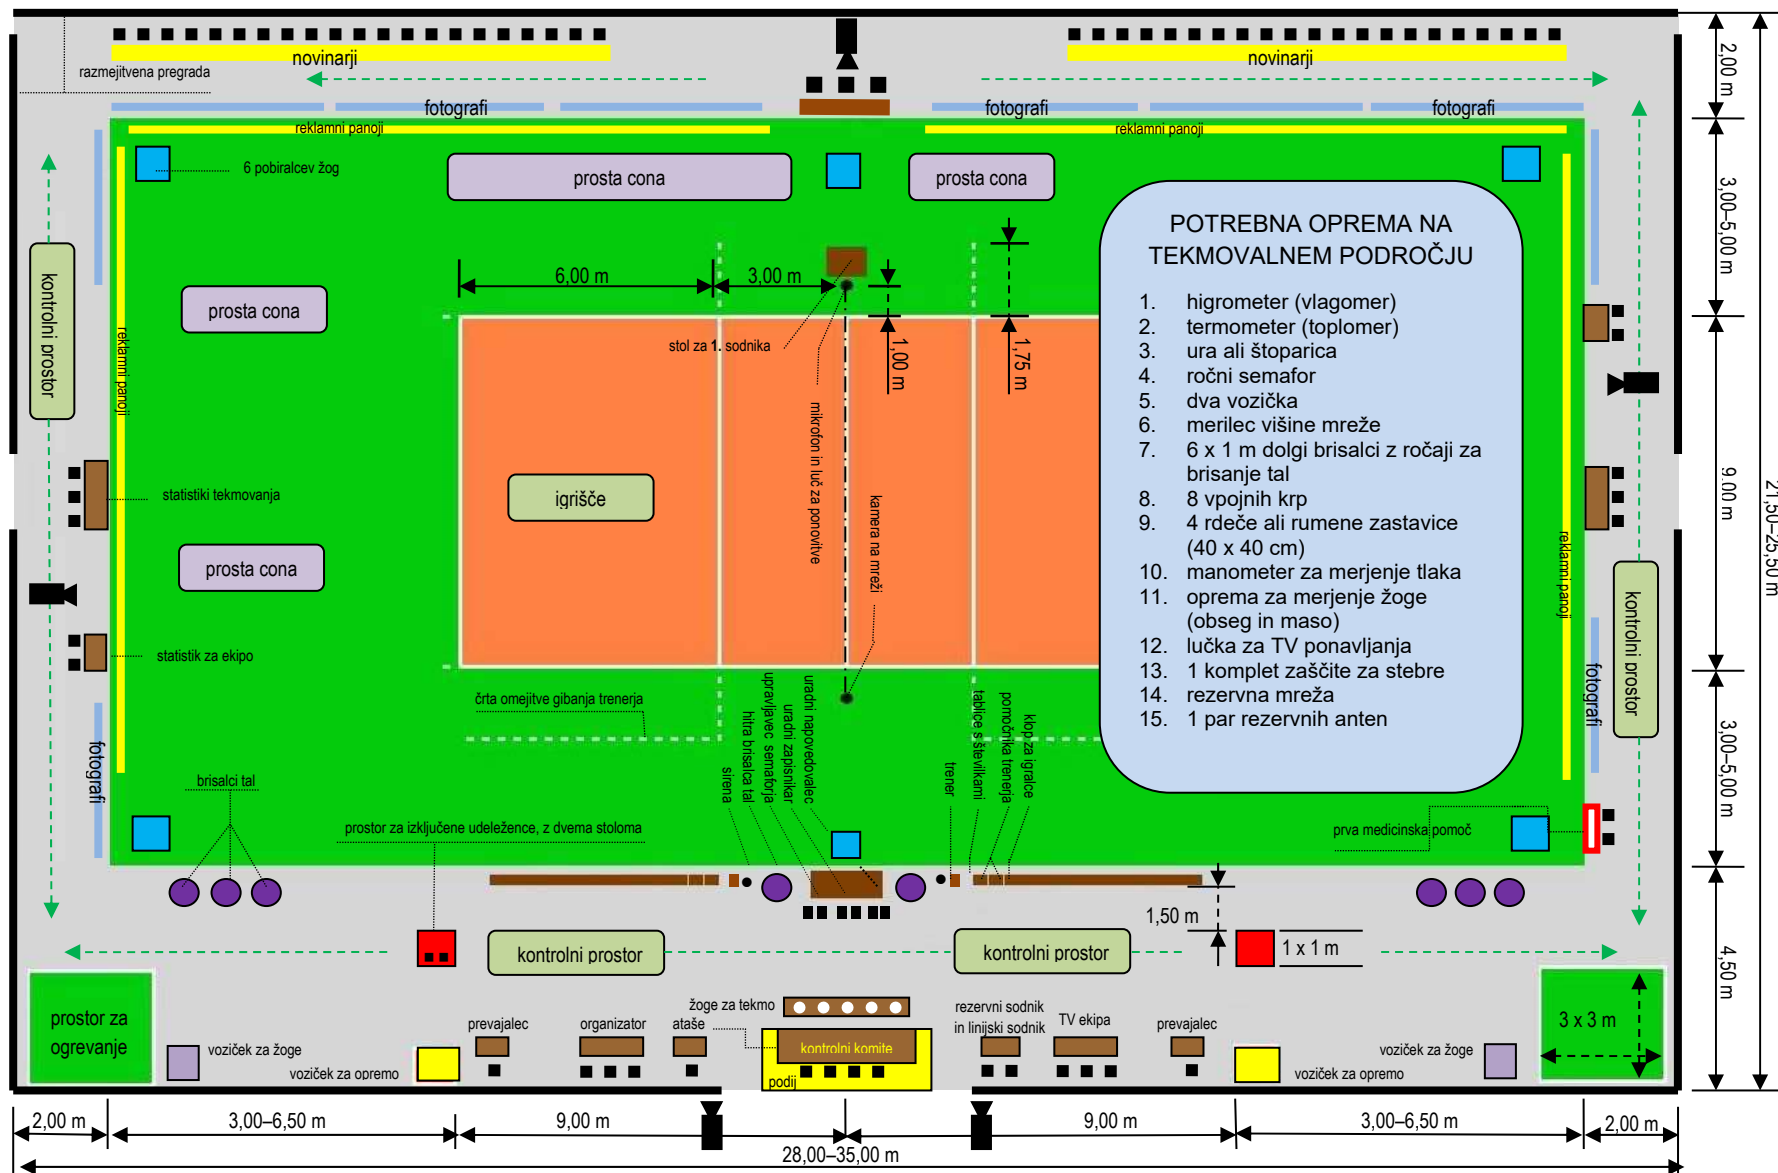 novinarji
novinarji
razmejitvena pregrada
fotografi
fotografi
fotografi
reklamni panoji
reklamni panoji
6 pobiralcev žog
prosta cona
prosta cona
2,00 m
3,00–5,00 m
9.00 m
3,00–5,00 m
4,50 m
21,50–25,50 m
kontrolni prostor
reklamni panoji
prosta cona
6,00 m
3,00 m
1,00 m
1,75 m
stol za 1. sodnika
mikrofon in luč za ponovitve
kamera na mreži
igrišče
statistiki tekmovanja
prosta cona
statistik za ekipo
fotografi
POTREBNA OPREMA NA
TEKMOVALNEM PODROČJU
1. higrometer (vlagomer)
2. termometer (toplomer)
3. ura ali štoparica
4. ročni semafor
5. dva vozička
6. merilec višine mreže
7. 6 x 1 m dolgi brisalci z ročaji za
brisanje tal
8. 8 vpojnih krp
9. 4 rdeče ali rumene zastavice
(40 x 40 cm)
10. manometer za merjenje tlaka
11. oprema za merjenje žoge
(obseg in maso)
12. lučka za TV ponavljanja
13. 1 komplet zaščite za stebre
14. rezervna mreža
15. 1 par rezervnih anten
reklamni panoji
kontrolni prostor
fotografi
črta omejitve gibanja trenerja
sirena
hitra brisalca tal
upravljavec semaforja
uradni zapisnikar
uradni napovedovalec
trener
tablice s številkami
pomočnika trenerja
klop za igralce
brisalci tal
prostor za izključene udeležence, z dvema stoloma
prva medicinska pomoč
1,50 m
kontrolni prostor
kontrolni prostor
1 x 1 m
prostor za
ogrevanje
voziček za žoge
voziček za opremo
prevajalec
organizator
ataše
žoge za tekmo
kontrolni komite
podij
rezervni sodnik
in linijski sodnik
TV ekipa
prevajalec
voziček za opremo
voziček za žoge
3 x 3 m
2,00 m
3,00–6,50 m
9,00 m
9,00 m
3,00–6,50 m
2,00 m
28,00–35,00 m